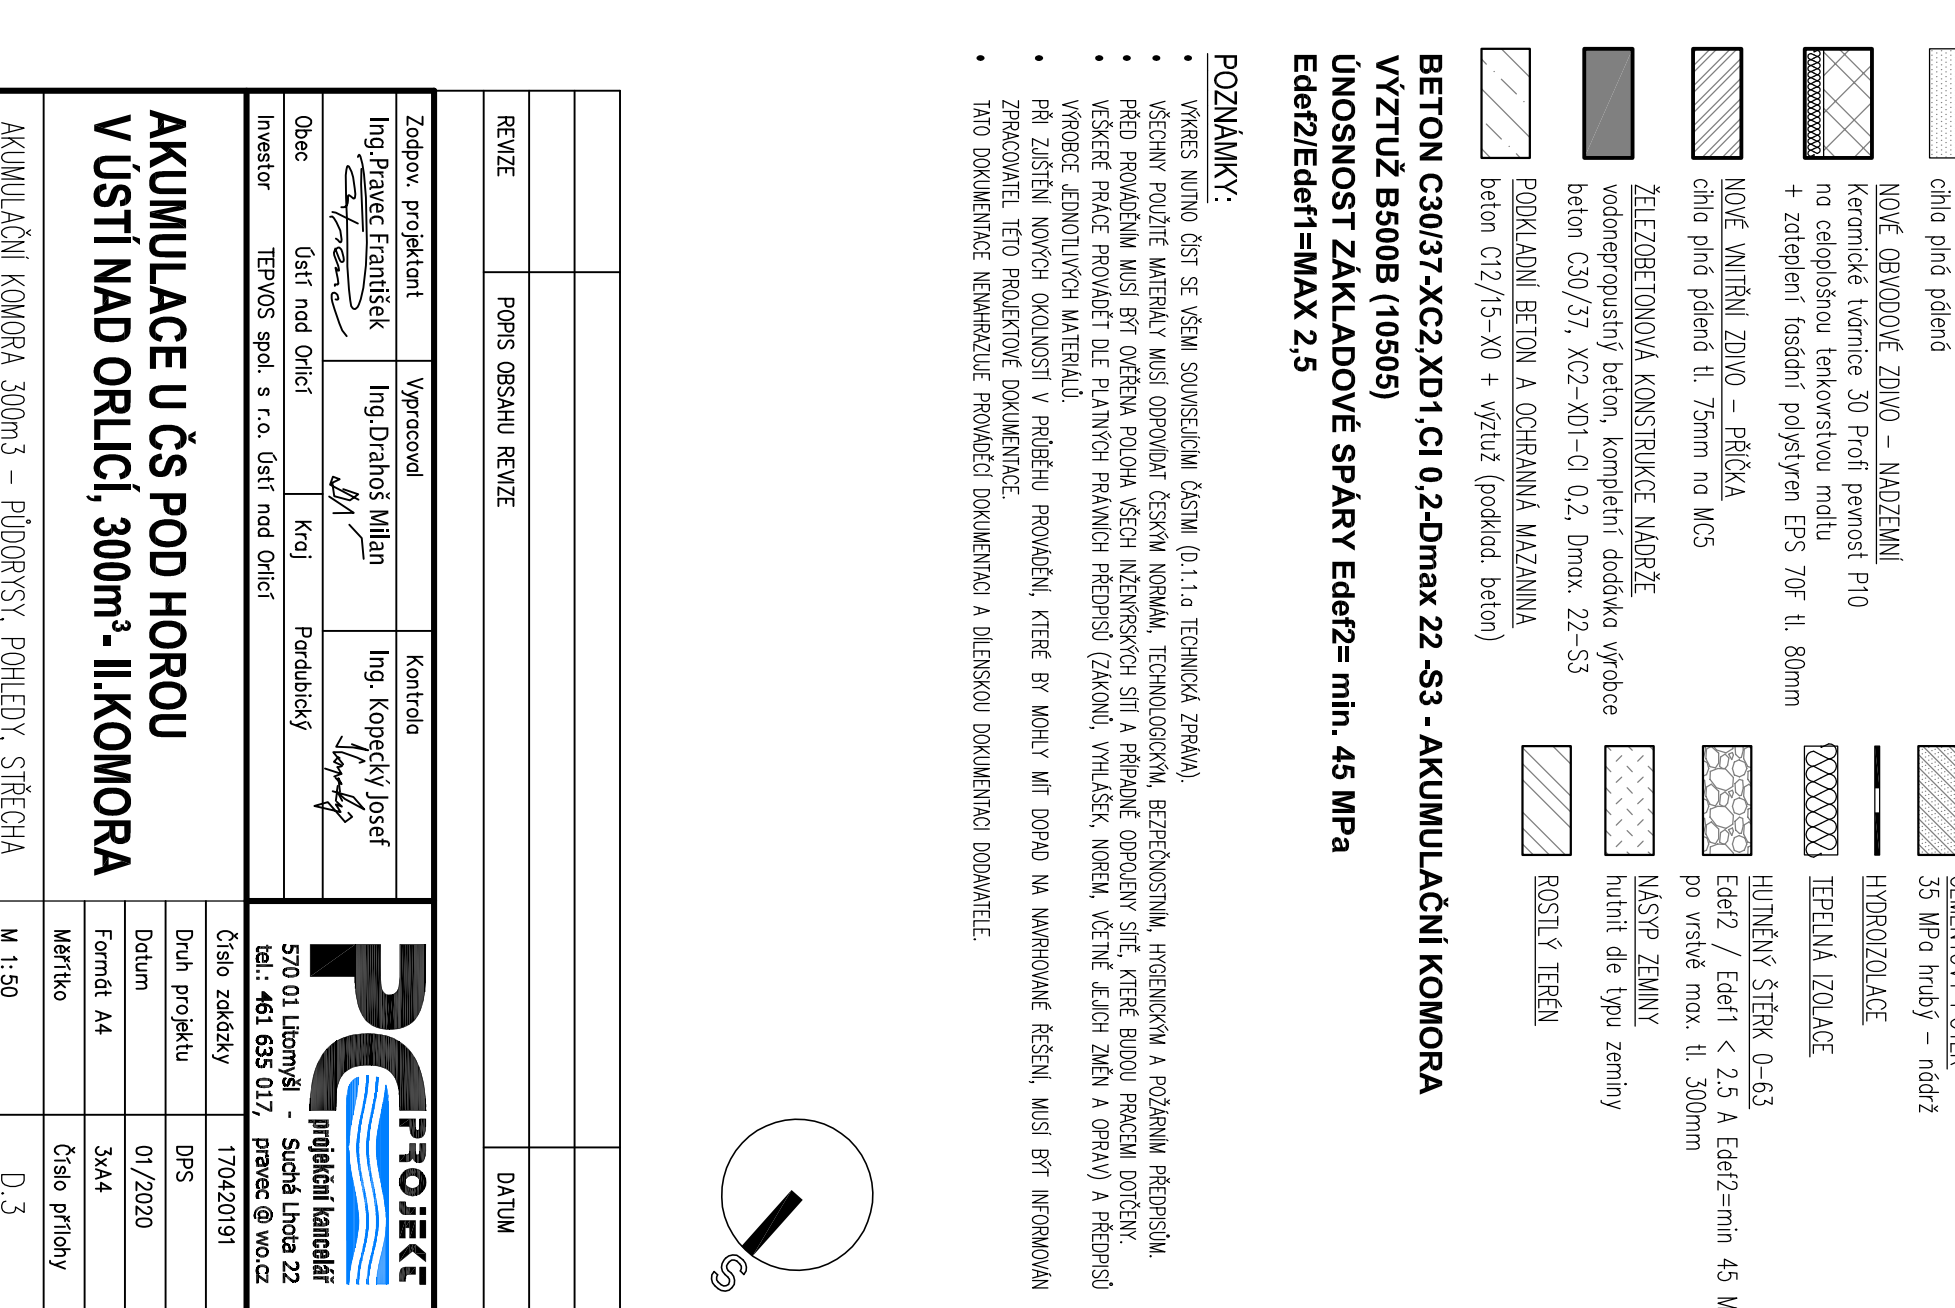 cihla plná pálená
NOVÉ OBVODOVÉ ZDIVO – NADZEMNÍ
Keramické tvárnice 30 Profi pevnost P10
na celoplošnou tenkovrstvou maltu
+ zateplení fasádní polystyren EPS 70F tl. 80mm
NOVÉ VNITŘNÍ ZDIVO – PŘÍČKA
cihla plná pálená tl. 75mm na MC5
ŽELEZOBETONOVÁ KONSTRUKCE NÁDRŽE
vodonepropustný beton, kompletní dodávka výrobce
beton C30/37, XC2–XD1–Cl 0,2, Dmax. 22–S3
PODKLADNÍ BETON A OCHRANNÁ MAZANINA
beton C12/15–X0 + výztuž (podklad. beton)
35 MPa hrubý – nádrž
HYDROIZOLACE
TEPELNÁ IZOLACE
HUTNĚNÝ ŠTĚRK 0–63
Edef2 / Edef1 < 2.5 A Edef2=min 45
po vrstvě max. tl. 300mm
NÁSYP ZEMINY
hutnit dle typu zeminy
ROSTLÝ TERÉN
BETON C30/37-XC2,XD1,Cl 0,2-Dmax 22 -S3 - AKUMULAČNÍ KOMORA
VÝZTUŽ B500B (10505)
ÚNOSNOST ZÁKLADOVÉ SPÁRY Edef2= min. 45 MPa
Edef2/Edef1=MAX 2,5
POZNÁMKY:
• VÝKRES NUTNO ČÍST SE VŠEMI SOUVISEJÍCÍMI ČÁSTMI (D.1.1.a TECHNICKÁ ZPRÁVA).
• VŠECHNY POUŽITÉ MATERIÁLY MUSÍ ODPOVÍDAT ČESKÝM NORMÁM, TECHNOLOGICKÝM, BEZPEČNOSTNÍM, HYGIENICKÝM A POŽÁRNÍM PŘEDPISŮM.
• PŘED PROVÁDĚNÍM MUSÍ BÝT OVĚŘENA POLOHA VŠECH INŽENÝRSKÝCH SÍTÍ A PŘÍPADNĚ ODPOJENY SÍTĚ, KTERÉ BUDOU PRACEMI DOTČENY.
• VEŠKERÉ PRÁCE PROVÁDĚT DLE PLATNÝCH PRÁVNÍCH PŘEDPISŮ (ZÁKONŮ, VYHLÁŠEK, NOREM, VČETNĚ JEJICH ZMĚN A OPRAV) A PŘEDPISŮ
VÝROBCE JEDNOTLIVÝCH MATERIÁLŮ.
• PŘI ZJIŠTĚNÍ NOVÝCH OKOLNOSTÍ V PRŮBĚHU PROVÁDĚNÍ, KTERÉ BY MOHLY MÍT DOPAD NA NAVRHOVANÉ ŘEŠENÍ, MUSÍ BÝT INFORMOVÁN
ZPRACOVATEL TÉTO PROJEKTOVÉ DOKUMENTACE.
• TATO DOKUMENTACE NENAHRAZUJE PROVÁDĚCÍ DOKUMENTACI A DÍLENSKOU DOKUMENTACI DODAVATELE.
S
REVIZE POPIS OBSAHU REVIZE DATUM
Zodpov. projektant Vypracoval Kontrola
Ing.Pravec František Ing.Drahoš Milan Ing. Kopecký Josef
Obec Ústí nad Orlicí Kraj Pardubický
Investor TEPVOS spol. s r.o. Ústí nad Orlicí
PC PROJEKT
projekční kancelář
570 01 Litomyšl - Suchá Lhota 22
tel.: 461 635 017, pravec @ wo.cz
AKUMULACE U ČS POD HOROU
V ÚSTÍ NAD ORLICÍ, 300m³- II.KOMORA
Číslo zakázky 170420191
Druh projektu DPS
Datum 01/2020
Formát A4 3xA4
Měřítko Číslo přílohy
AKUMULAČNÍ KOMORA 300m3 – PŮDORYSY, POHLEDY, STŘECHA
M 1:50 D.3